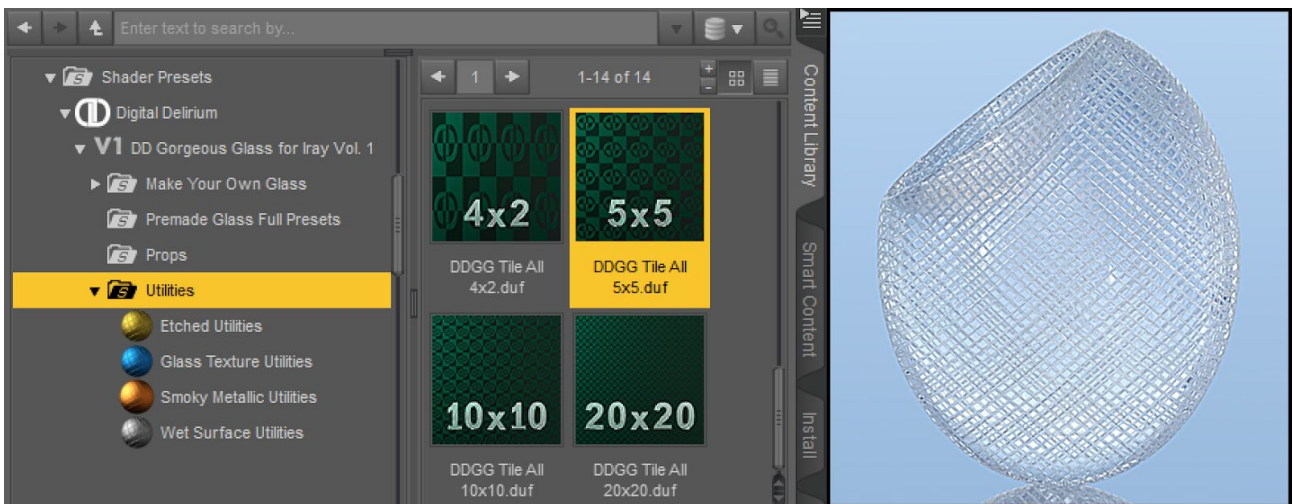 Enter text to search by...
Shader Presets
Digital Delirium
V1 DD Gorgeous Glass for Iray Vol. 1
Make Your Own Glass
Premade Glass Full Presets
Props
Utilities
Etched Utilities
Glass Texture Utilities
Smoky Metallic Utilities
Wet Surface Utilities
1
1-14 of 14
4x2
5x5
DDGG Tile All
4x2.duf
DDGG Tile All
5x5.duf
10x10
20x20
DDGG Tile All
10x10.duf
DDGG Tile All
20x20.duf
Content Library
Smart Content
Install